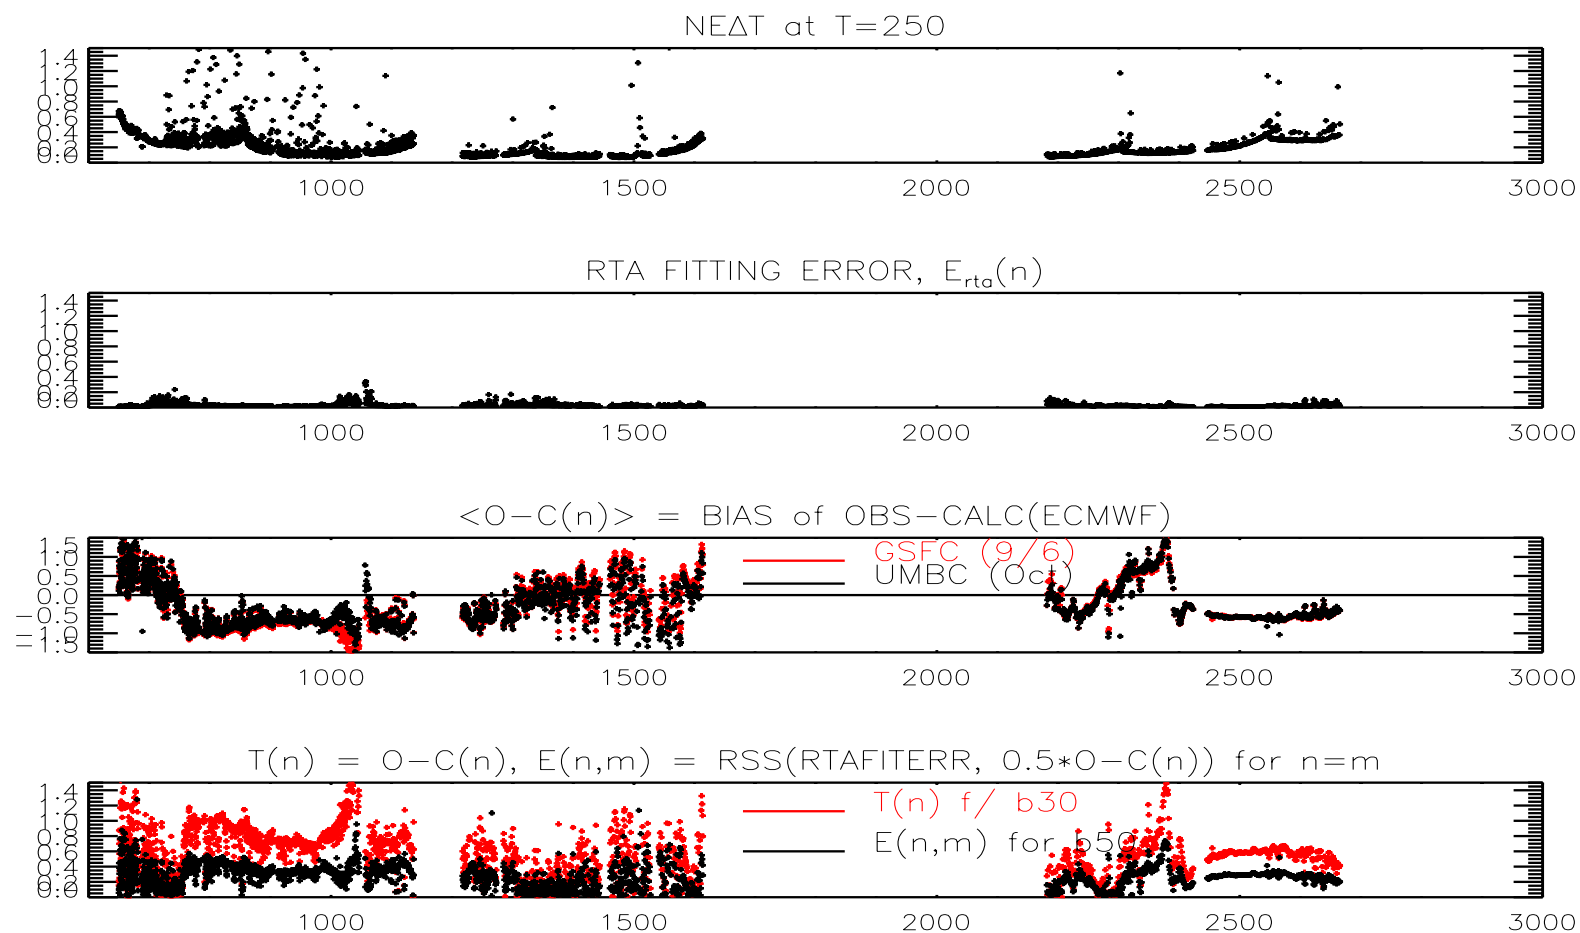 NEΔT at T=250
1.4
1.2
1.0
0.8
0.6
0.4
0.2
0.0
1000 1500 2000 2500 3000
RTA FITTING ERROR, Erta(n)
1.4
1.2
1.0
0.8
0.6
0.4
0.2
0.0
1000 1500 2000 2500 3000
<O-C(n)> = BIAS of OBS-CALC(ECMWF)
1.5
1.0
0.5
0.0
-0.5
-1.0
-1.5
GSFC (9/6)
UMBC (Oct)
1000 1500 2000 2500 3000
T(n) = O-C(n), E(n,m) = RSS(RTAFITERR, 0.5*O-C(n)) for n=m
1.4
1.2
1.0
0.8
0.6
0.4
0.2
0.0
T(n) f/ b30
E(n,m) for b50
1000 1500 2000 2500 3000